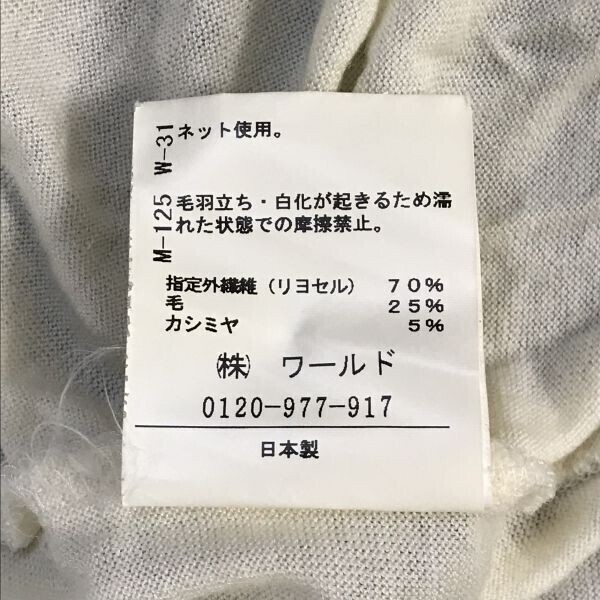 W-31
ネット使用。
M-125
毛羽立ち・白化が起きるため濡
れた状態での摩擦禁止。
指定外繊維（リヨセル） 70％
毛 25％
カシミヤ 5％
㈱ ワールド
0120-977-917
日本製